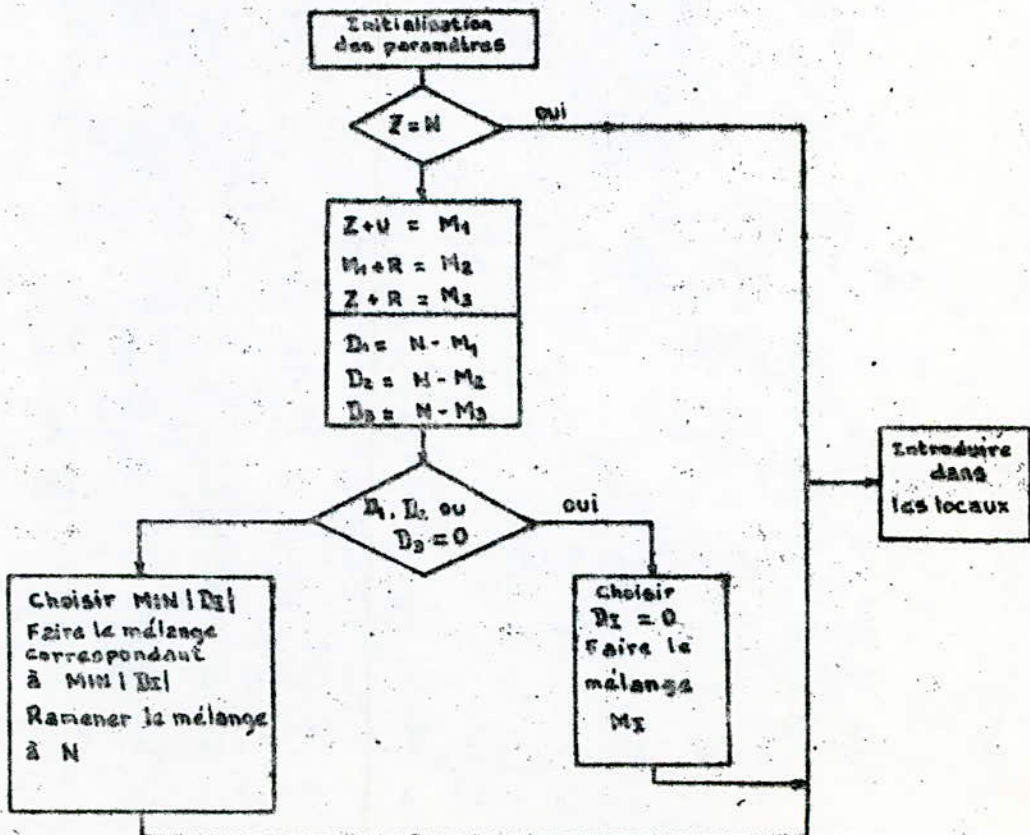 Initialisation
des paramètres
Z = N
oui
Z + U = M1
M1 + R = M2
Z + R = M3
D1 = N - M1
D2 = N - M2
D3 = N - M3
Introduire
dans
les locaux
D1, D2 ou
D3 = 0
oui
Choisir MIN |DI|
Faire le mélange
correspondant
à MIN |DI|
Ramener le mélange
à N
Choisir
DI = 0
Faire le
mélange
MI